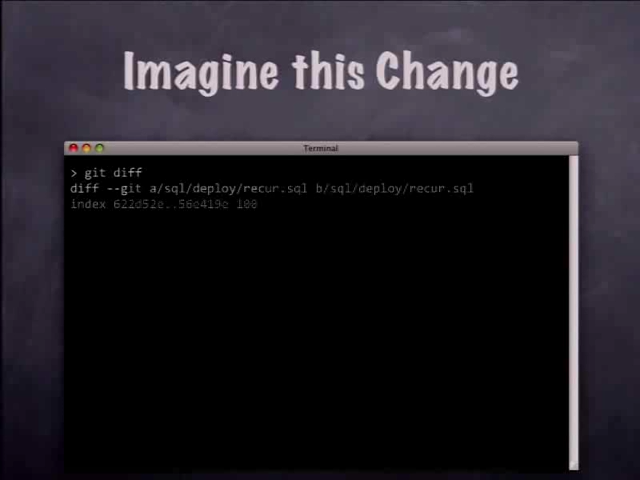 Imagine this Change
Terminal
> git diff
diff --git a/sql/deploy/recur.sql b/sql/deploy/recur.sql
index 622d52e..56e419e 100